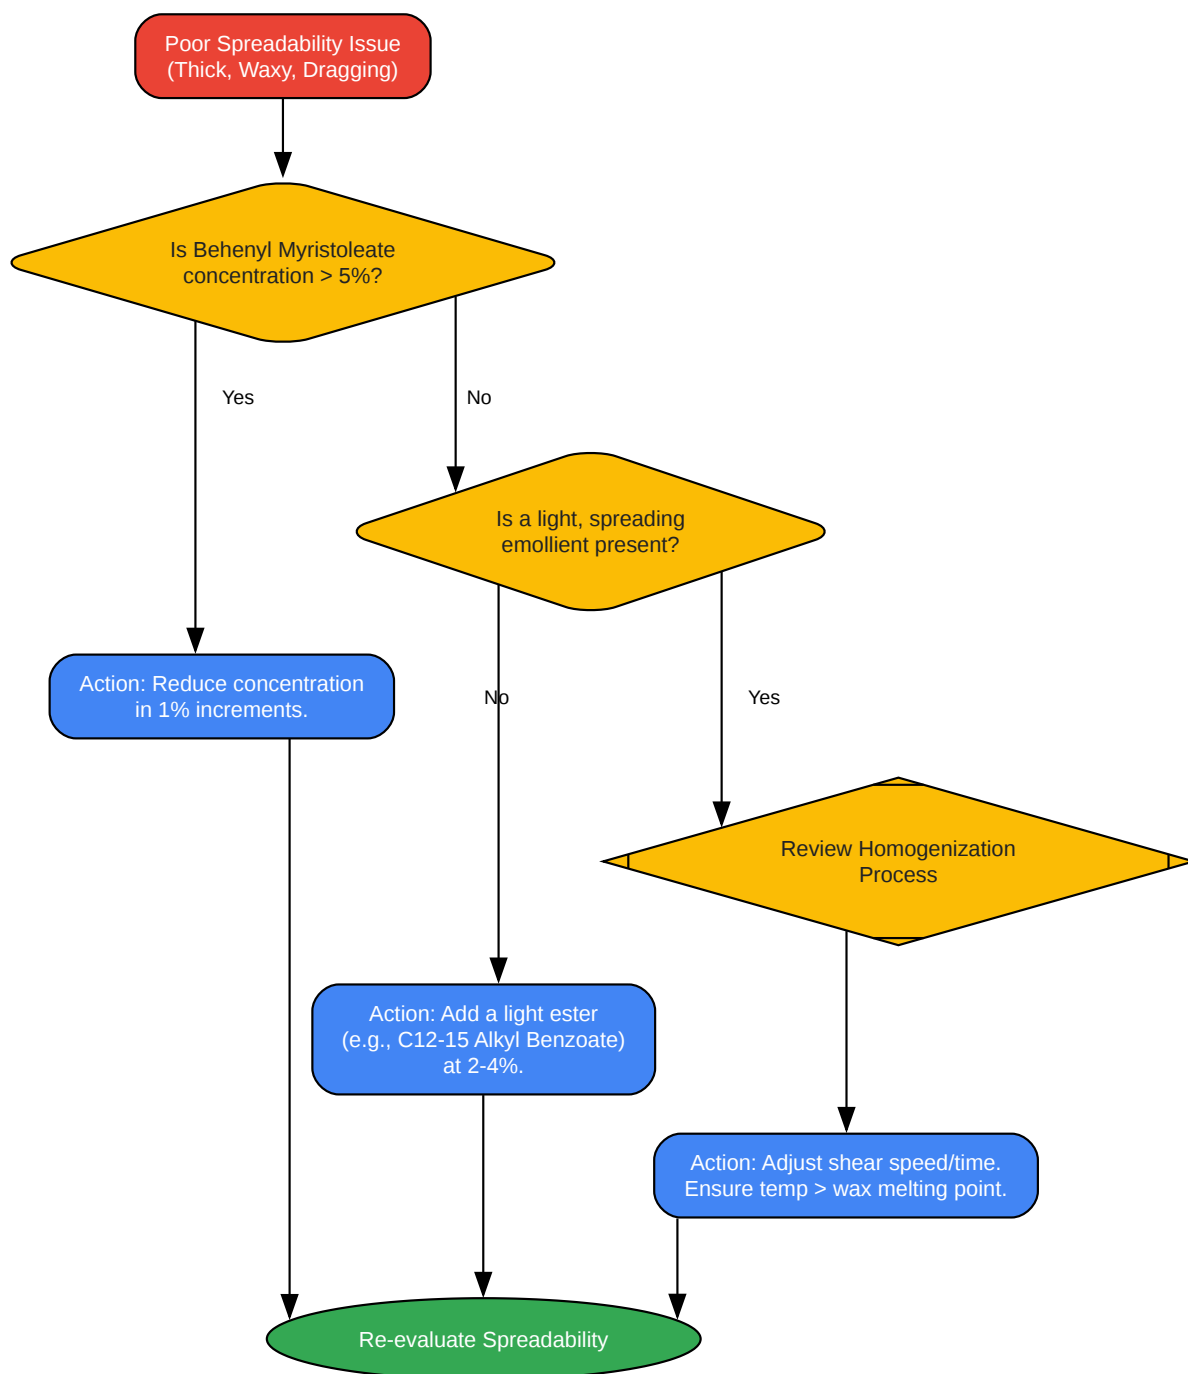 Poor Spreadability Issue
(Thick, Waxy, Dragging)
Is Behenyl Myristoleate
concentration > 5%?
Yes
No
Is a light, spreading
emollient present?
Action: Reduce concentration
in 1% increments.
No
Yes
Review Homogenization
Process
Action: Add a light ester
(e.g., C12-15 Alkyl Benzoate)
at 2-4%.
Action: Adjust shear speed/time.
Ensure temp > wax melting point.
Re-evaluate Spreadability